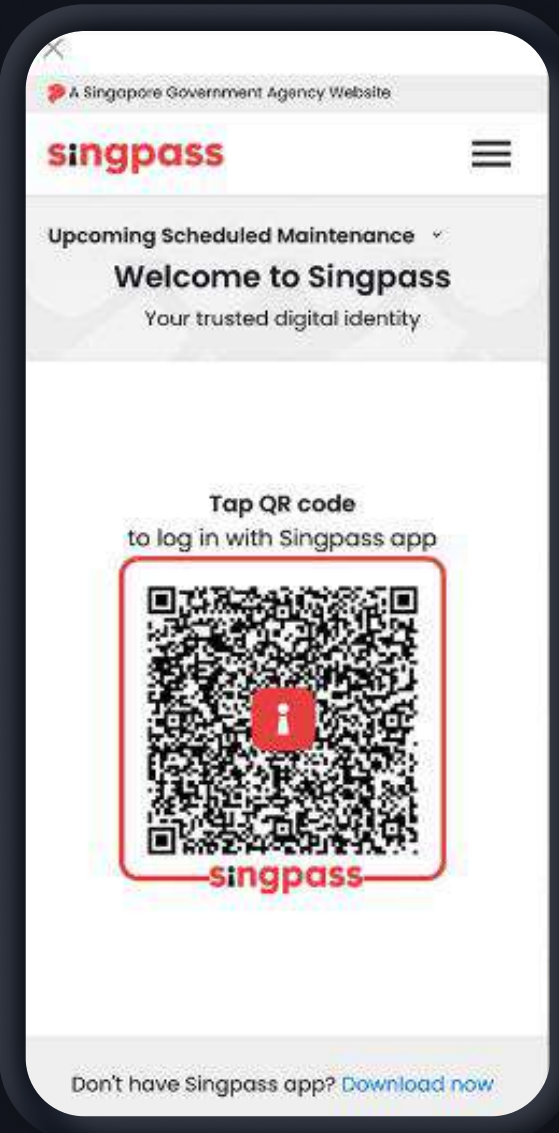 A Singapore Government Agency Website
singpass
Upcoming Scheduled Maintenance
Welcome to Singpass
Your trusted digital identity
Tap QR code
to log in with Singpass app
singpass
Don't have Singpass app? Download now